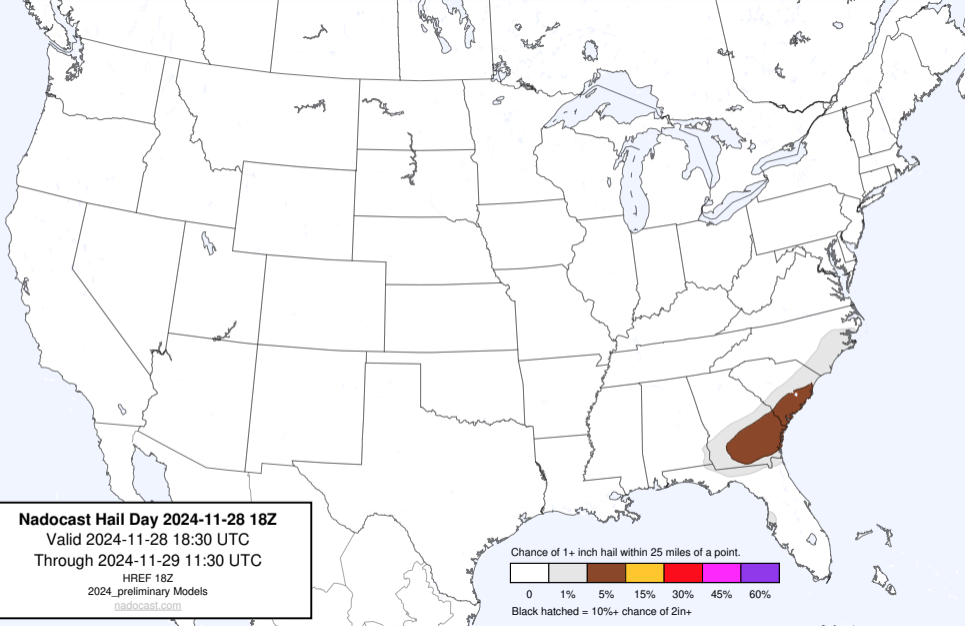 Nadocast Hail Day 2024-11-28 18Z
Valid 2024-11-28 18:30 UTC
Through 2024-11-29 11:30 UTC
HREF 18Z
2024_preliminary Models
nadocast.com
Chance of 1+ inch hail within 25 miles of a point.
0 1% 5% 15% 30% 45% 60%
Black hatched = 10%+ chance of 2in+